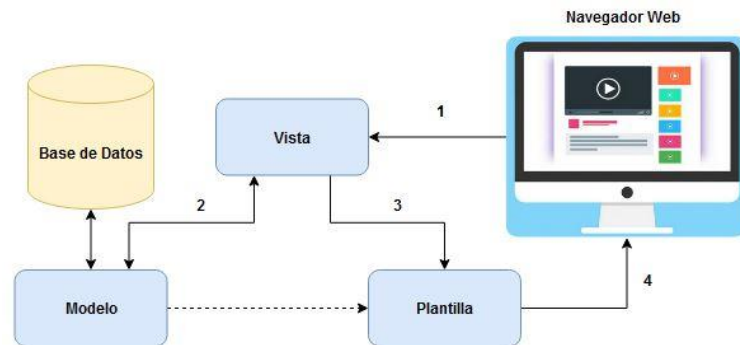 Navegador Web
Base de Datos
Vista
1
2
3
Modelo
Plantilla
4